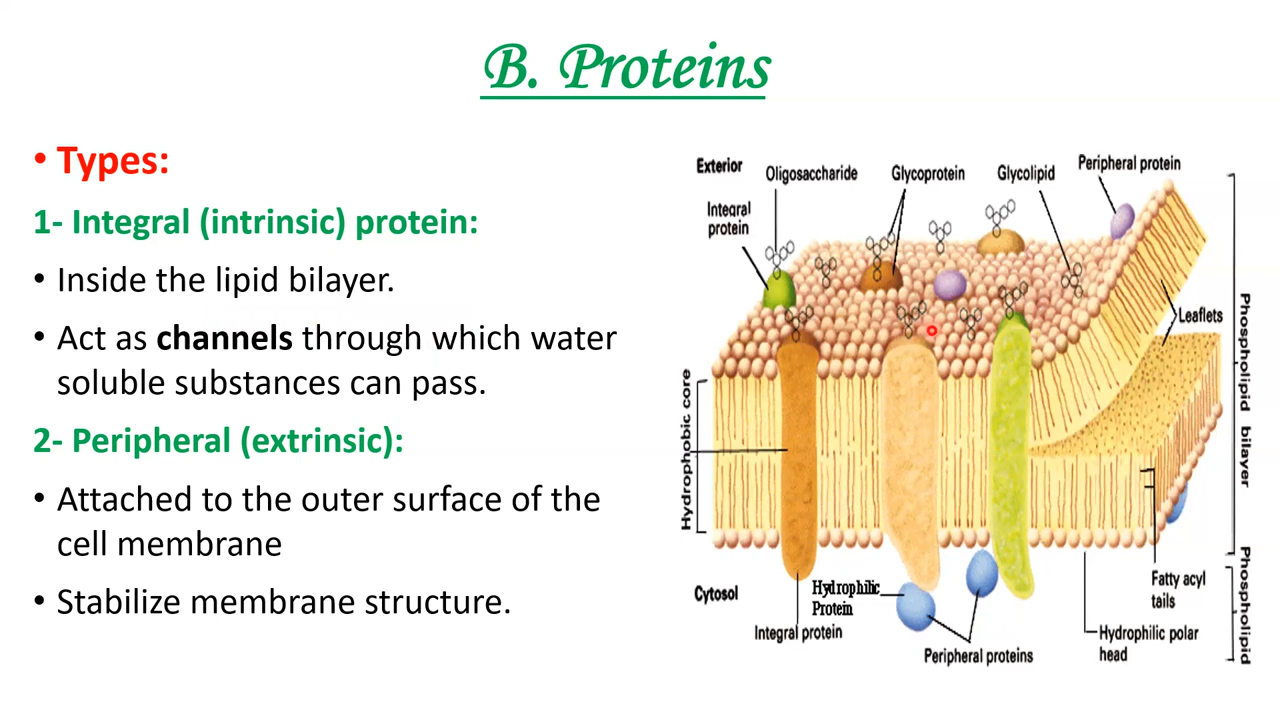 B. Proteins
• Types:
1- Integral (intrinsic) protein:
• Inside the lipid bilayer.
• Act as channels through which water
soluble substances can pass.
2- Peripheral (extrinsic):
• Attached to the outer surface of the
cell membrane
• Stabilize membrane structure.
Exterior
Oligosaccharide
Glycoprotein
Glycolipid
Peripheral protein
Integral
protein
Leaflets
Phospholipid bilayer
Hydrophobic core
Cytosol
Hydrophilic
Protein
Integral protein
Peripheral proteins
Fatty acyl
tails
Hydrophilic polar
head
Phospholipid